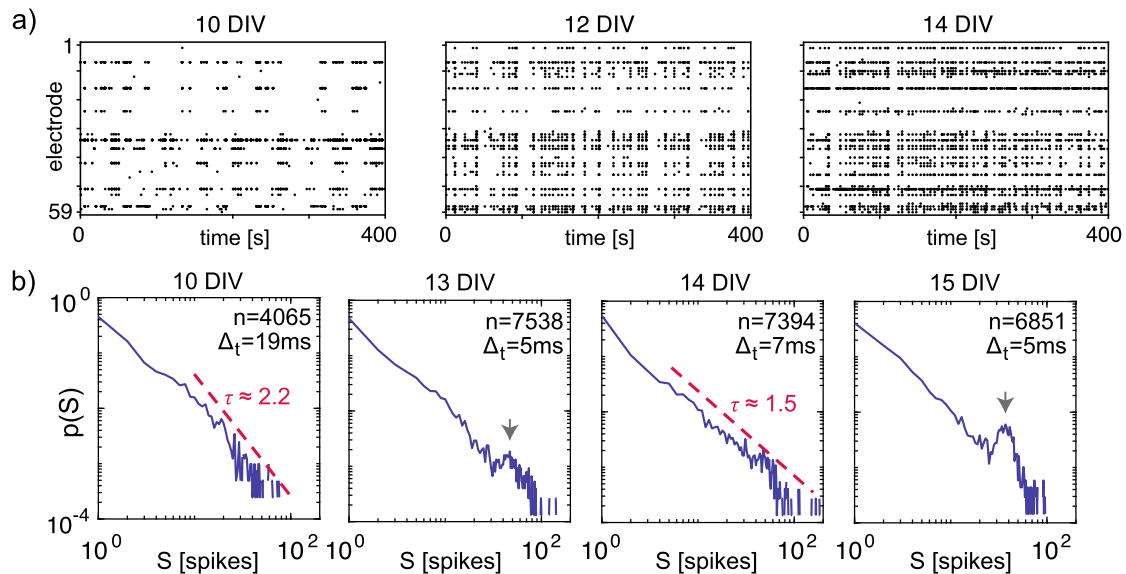 a)
10 DIV
12 DIV
14 DIV
1
electrode
59
0
400
time [s]
0
400
time [s]
0
400
time [s]
b)
10 DIV
13 DIV
14 DIV
15 DIV
10^0
p(S)
10^-4
n=4065
Δt=19ms
τ ≈ 2.2
n=7538
Δt=5ms
n=7394
Δt=7ms
τ ≈ 1.5
n=6851
Δt=5ms
10^0
10^2
S [spikes]
10^0
10^2
S [spikes]
10^0
10^2
S [spikes]
10^0
10^2
S [spikes]